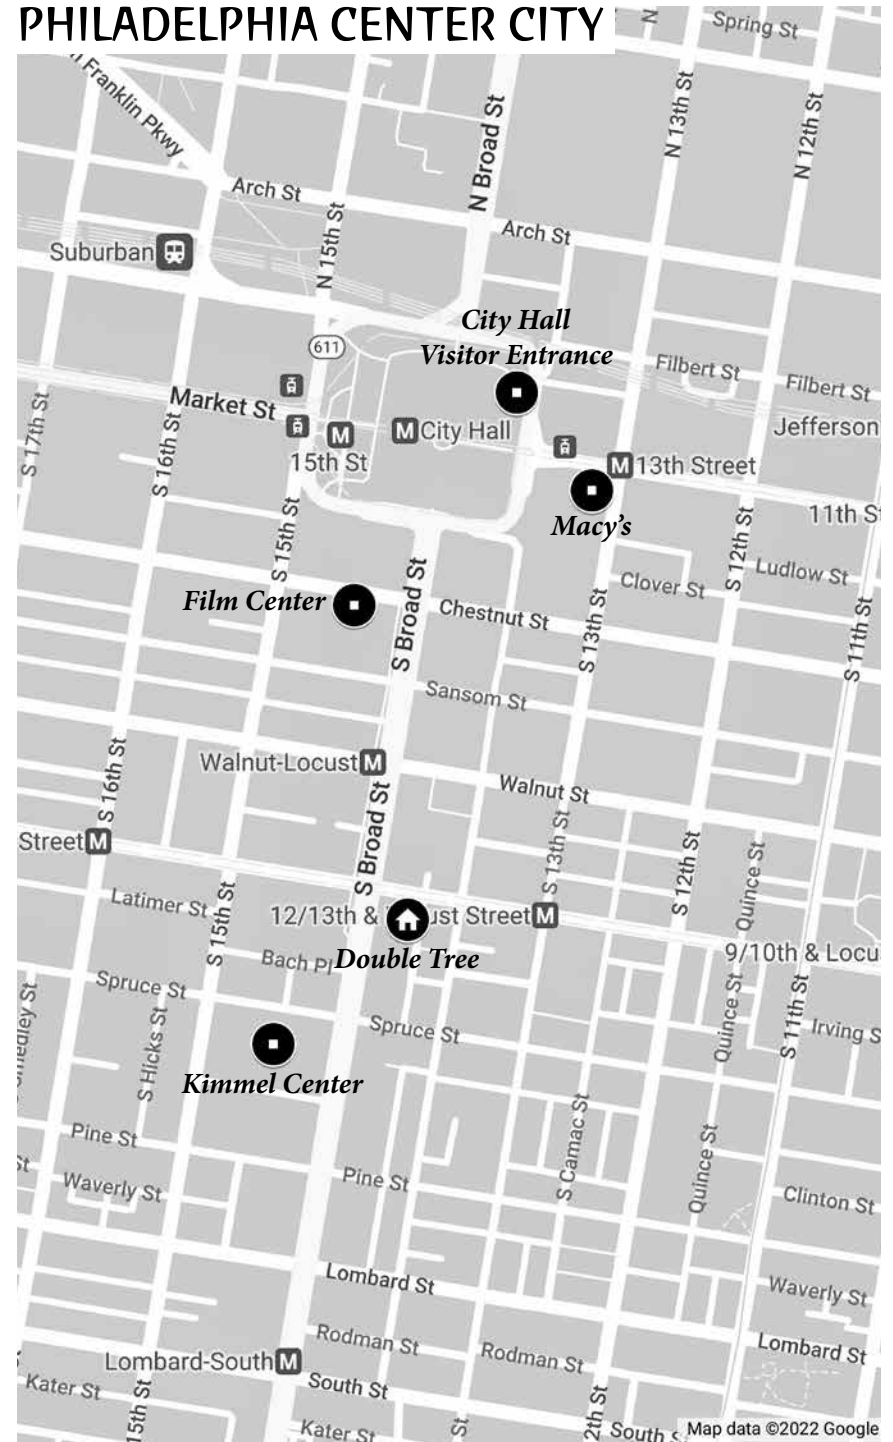 PHILADELPHIA CENTER CITY
Spring St
N
Franklin Pkwy
N Broad St
N 13th St
N 12th St
Arch St
Arch St
N 15th St
Suburban
City Hall
Visitor Entrance
611
Filbert St
Filbert St
Market St
S 17th St
S 16th St
M City Hall
Jefferson
M
15th St
M 13th Street
Macy's
11th S
S 15th St
S 12th St
Ludlow St
Clover St
Film Center
S Broad St
Chestnut St
S 13th St
S 11th St
Sansom St
Walnut-Locust M
S 16th St
Walnut St
S Broad St
Street M
S 13th St
S 12th St
Quince St
Latimer St
S 15th St
12/13th & ust Street M
Double Tree
Bach Pl
9/10th & Locu
Spruce St
Spruce St
S Hicks St
medley St
Quince St
S 11th St
Irving S
Kimmel Center
Pine St
Waverly St
St
Pine St
S Camac St
Quince St
Clinton St
Lombard St
Waverly St
Rodman St
Rodman St
Lombard St
Lombard-South M
South St
Kater St
15th St
Kater St
St
2th St
South S
Map data ©2022 Google